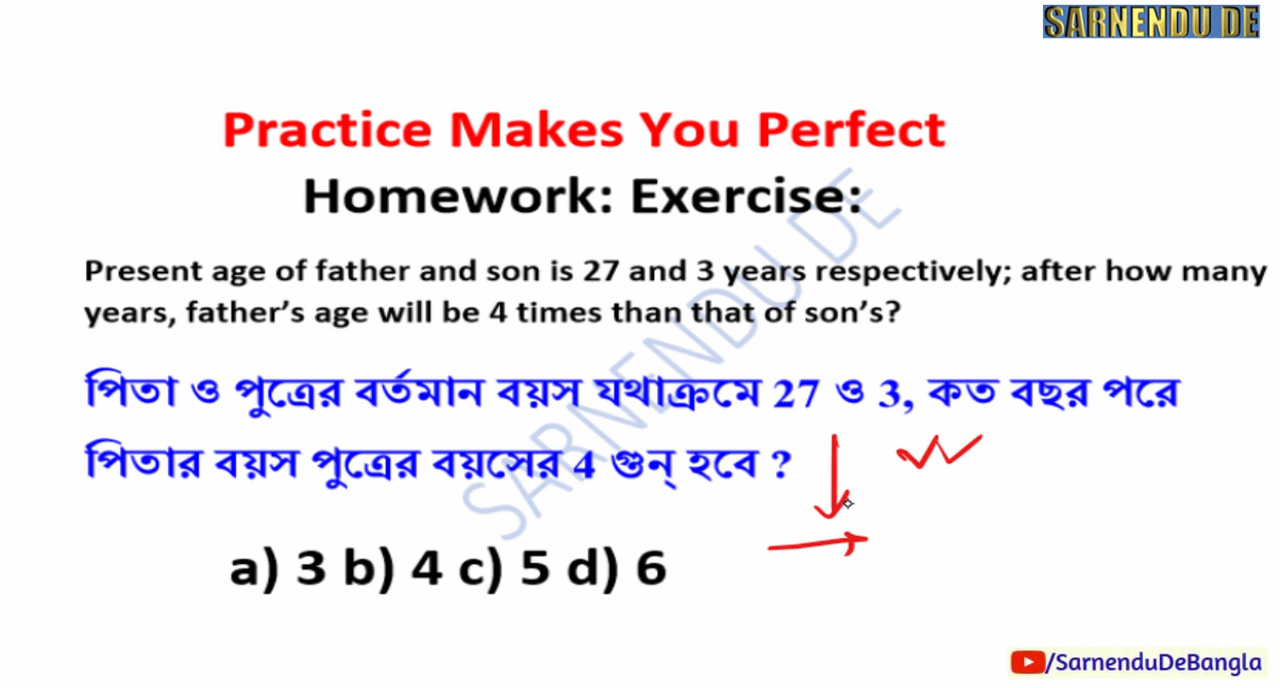 SARNENDU DE
Practice Makes You Perfect
Homework: Exercise:
Present age of father and son is 27 and 3 years respectively; after how many
years, father's age will be 4 times than that of son's?
পিতা ও পুত্রের বর্তমান বয়স যথাক্রমে 27 ও 3, কত বছর পরে
পিতার বয়স পুত্রের বয়সের 4 গুন্ হবে ?
a) 3 b) 4 c) 5 d) 6
SARNENDU DE
/SarnenduDeBangla